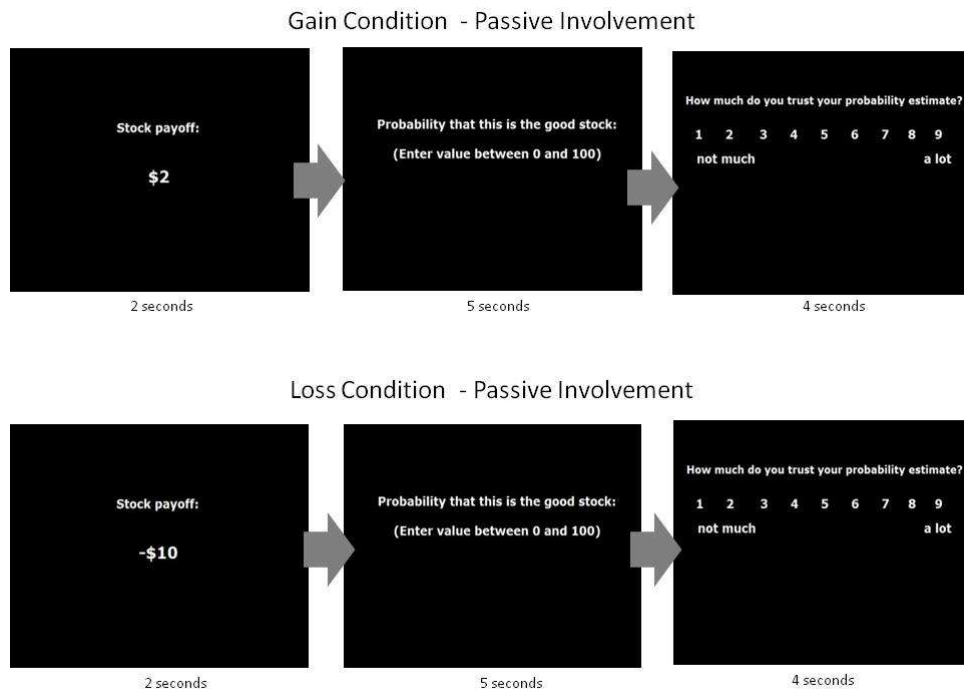 Gain Condition - Passive Involvement
Stock payoff:
$2
Probability that this is the good stock:
(Enter value between 0 and 100)
How much do you trust your probability estimate?
1 2 3 4 5 6 7 8 9
not much a lot
2 seconds
5 seconds
4 seconds
Loss Condition - Passive Involvement
Stock payoff:
-$10
Probability that this is the good stock:
(Enter value between 0 and 100)
How much do you trust your probability estimate?
1 2 3 4 5 6 7 8 9
not much a lot
2 seconds
5 seconds
4 seconds